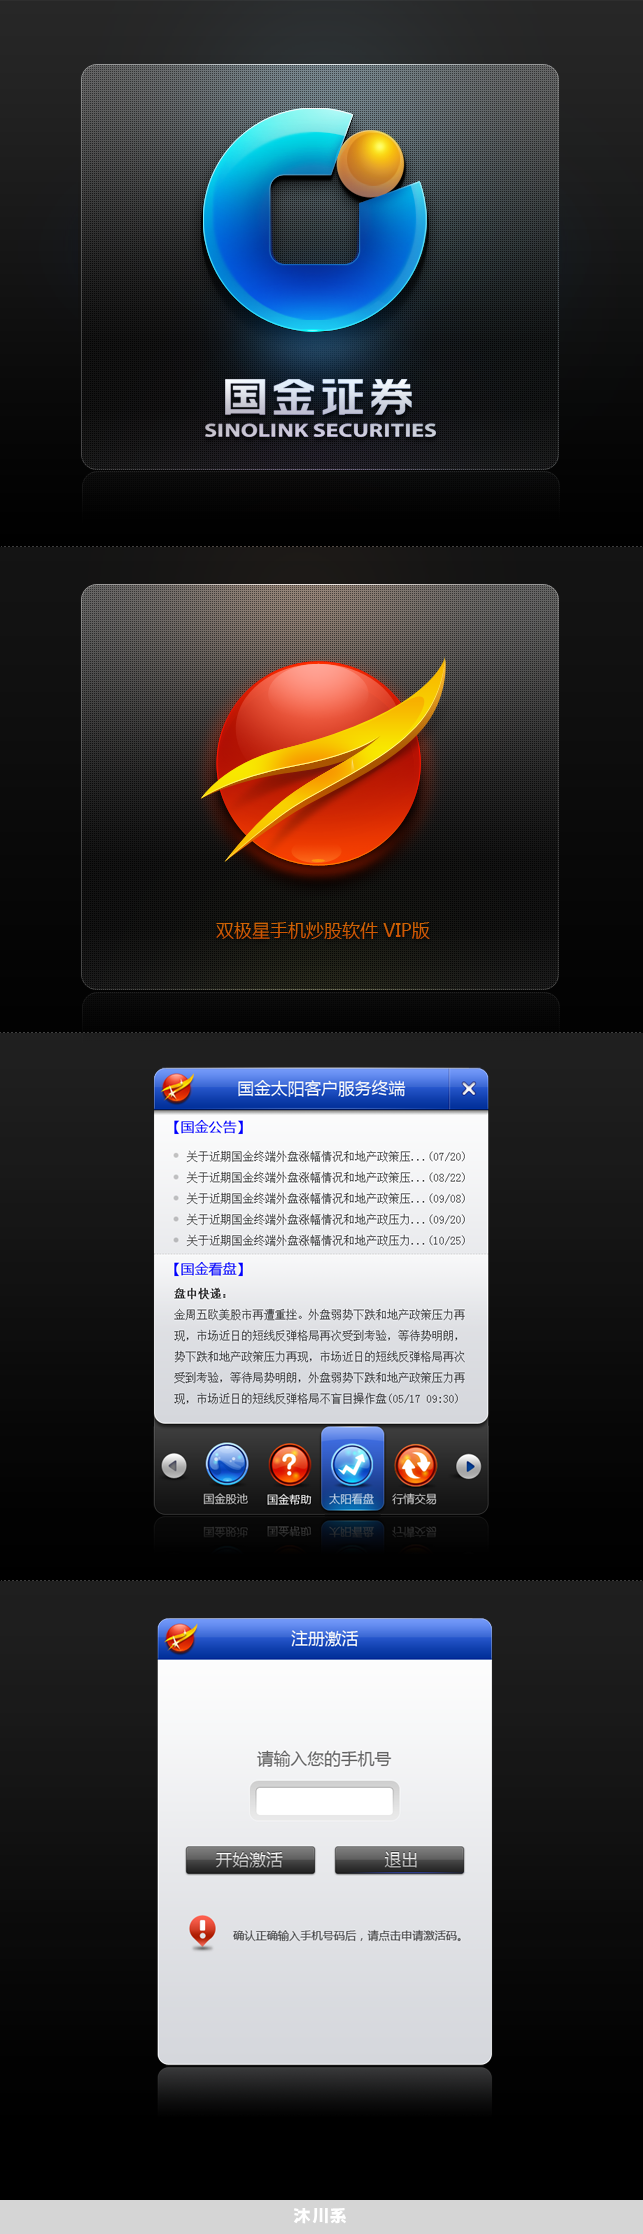 国金证券
SINOLINK SECURITIES
双极星手机炒股软件 VIP版
国金太阳客户服务终端
【国金公告】
关于近期国金终端外盘涨幅情况和地产政策压...(07/20)
关于近期国金终端外盘涨幅情况和地产政策压...(08/22)
关于近期国金终端外盘涨幅情况和地产政策压...(09/08)
关于近期国金终端外盘涨幅情况和地产政压力...(09/20)
关于近期国金终端外盘涨幅情况和地产政压力...(10/25)
【国金看盘】
盘中快递：
金周五欧美股市再遭重挫。外盘弱势下跌和地产政策压力再
现，市场近日的短线反弹格局再次受到考验，等待势明朗，
势下跌和地产政策压力再现，市场近日的短线反弹格局再次
受到考验，等待局势明朗，外盘弱势下跌和地产政策压力再
现，市场近日的短线反弹格局不盲目操作盘(05/17 09:30)
国金股池 国金帮助 太阳看盘 行情交易
注册激活
请输入您的手机号
开始激活 退出
确认正确输入手机号码后，请点击申请激活码。
沐川系